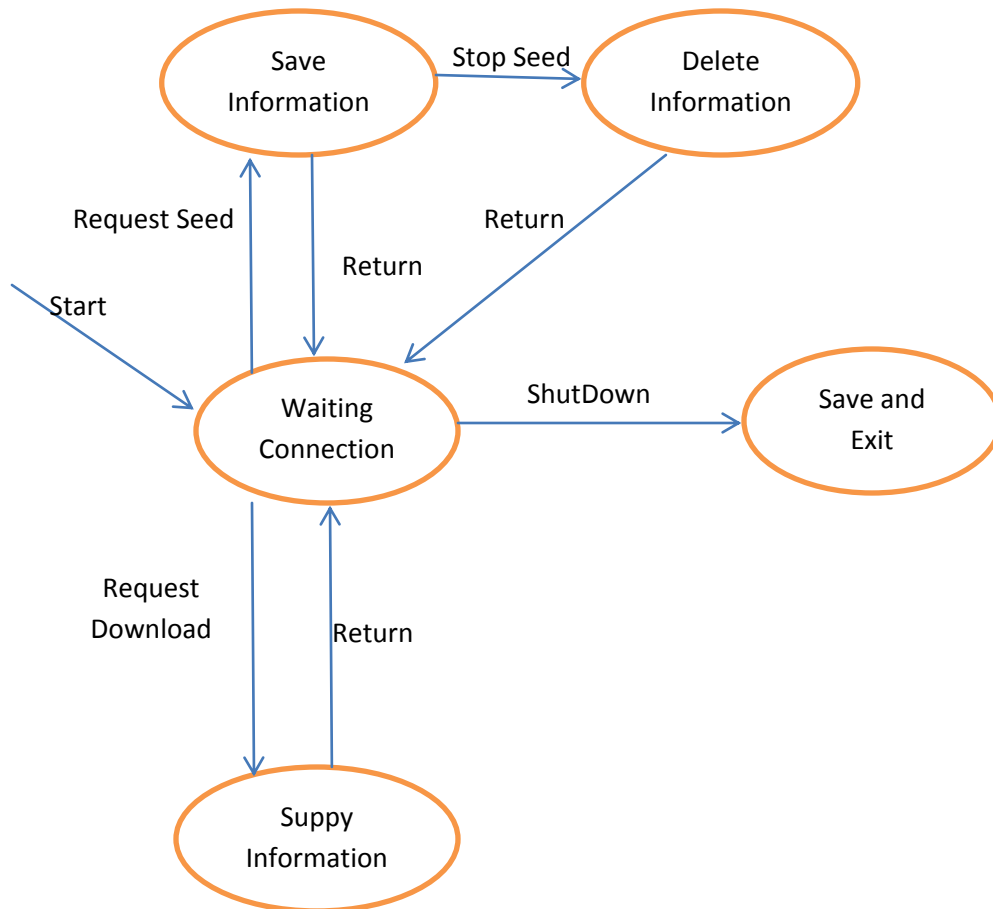 Save
Information
Stop Seed
Delete
Information
Request Seed
Return
Return
Start
Waiting
Connection
ShutDown
Save and
Exit
Request
Download
Return
Suppy
Information